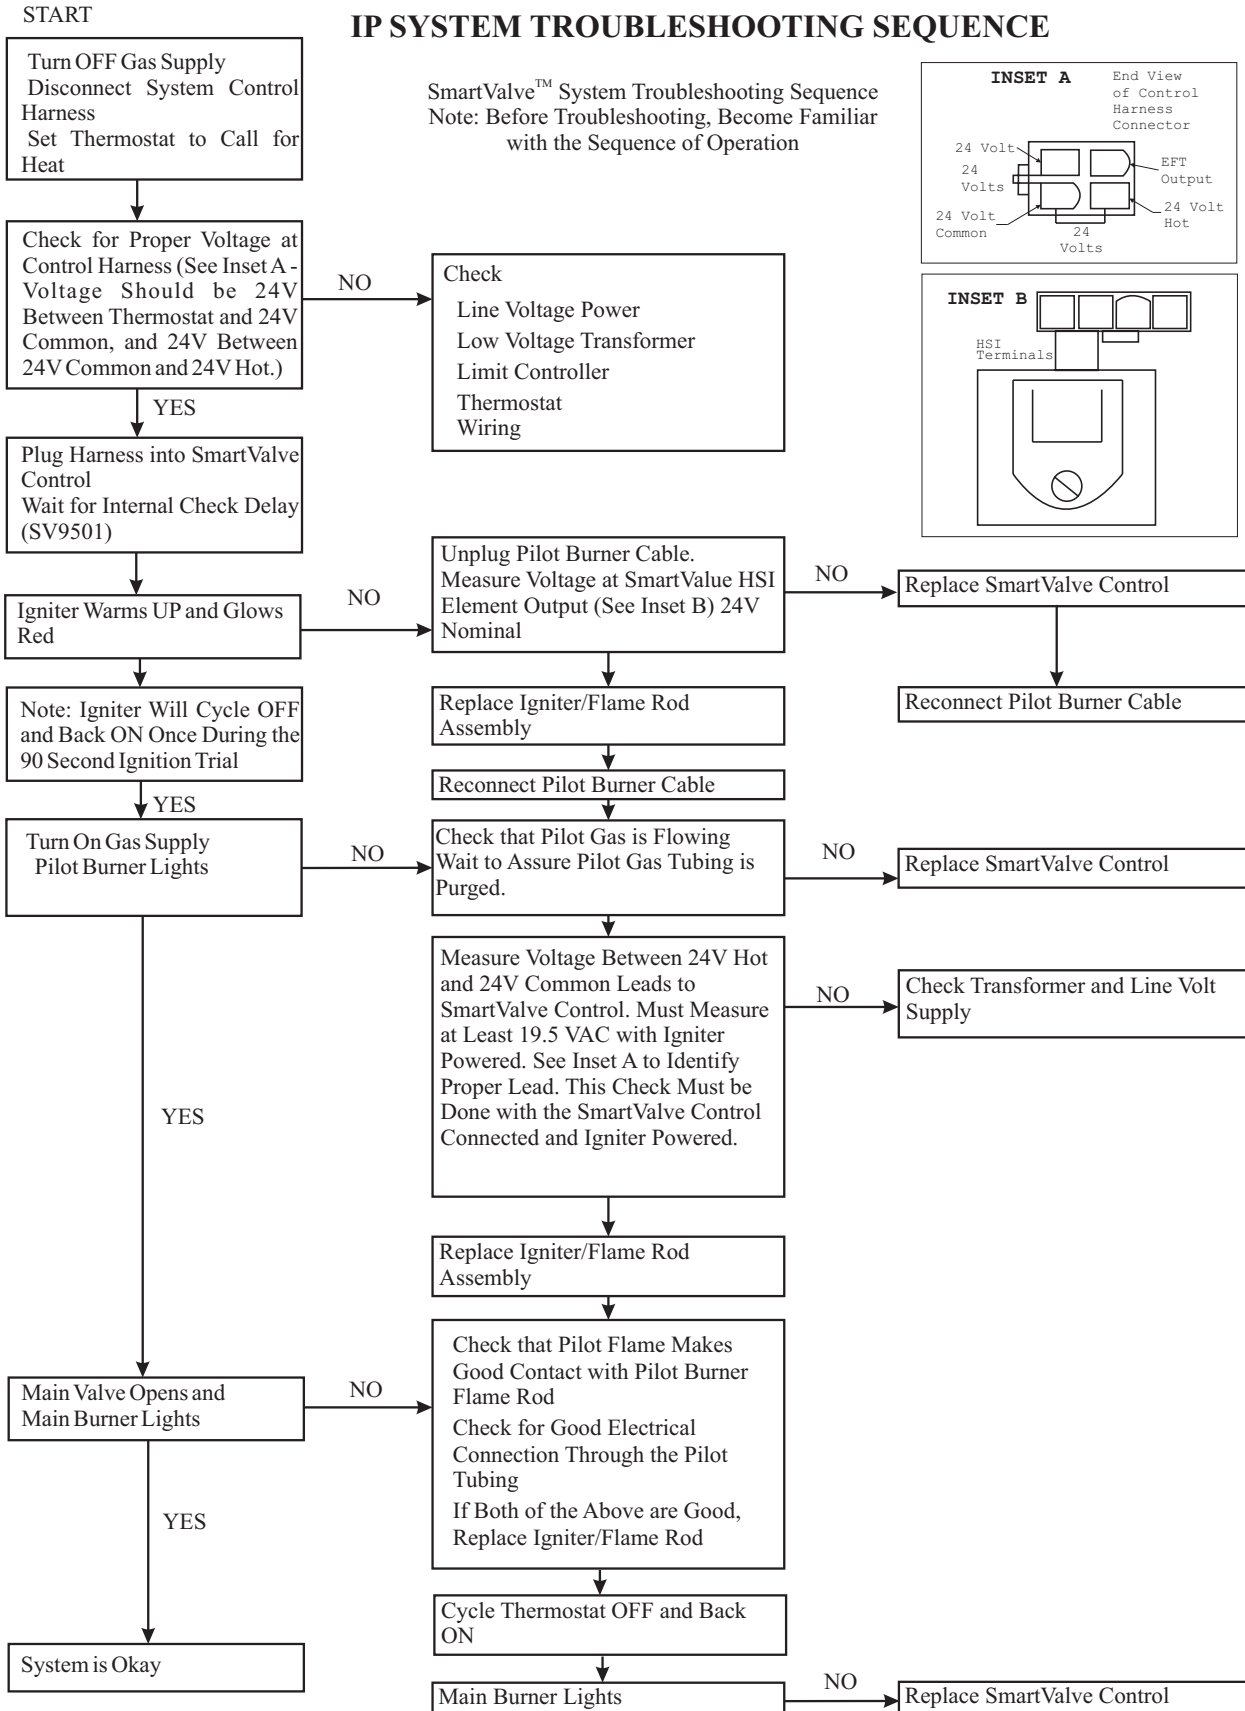 START
IP SYSTEM TROUBLESHOOTING SEQUENCE
Turn OFF Gas Supply
Disconnect System Control
Harness
Set Thermostat to Call for
Heat
SmartValve™ System Troubleshooting Sequence
Note: Before Troubleshooting, Become Familiar
with the Sequence of Operation
INSET A
End View
of Control
Harness
Connector
24 Volt
24
Volts
EFT
Output
24 Volt
Common
24
Volts
24 Volt
Hot
Check for Proper Voltage at
Control Harness (See Inset A -
Voltage Should be 24V
Between Thermostat and 24V
Common, and 24V Between
24V Common and 24V Hot.)
NO
Check
Line Voltage Power
Low Voltage Transformer
Limit Controller
Thermostat
Wiring
INSET B
HSI
Terminals
YES
Plug Harness into SmartValve
Control
Wait for Internal Check Delay
(SV9501)
Igniter Warms UP and Glows
Red
NO
Unplug Pilot Burner Cable.
Measure Voltage at SmartValue HSI
Element Output (See Inset B) 24V
Nominal
NO
Replace SmartValve Control
Reconnect Pilot Burner Cable
Note: Igniter Will Cycle OFF
and Back ON Once During the
90 Second Ignition Trial
Replace Igniter/Flame Rod
Assembly
Reconnect Pilot Burner Cable
YES
Turn On Gas Supply
Pilot Burner Lights
NO
Check that Pilot Gas is Flowing
Wait to Assure Pilot Gas Tubing is
Purged.
NO
Replace SmartValve Control
Measure Voltage Between 24V Hot
and 24V Common Leads to
SmartValve Control. Must Measure
at Least 19.5 VAC with Igniter
Powered. See Inset A to Identify
Proper Lead. This Check Must be
Done with the SmartValve Control
Connected and Igniter Powered.
NO
Check Transformer and Line Volt
Supply
YES
Replace Igniter/Flame Rod
Assembly
Main Valve Opens and
Main Burner Lights
NO
Check that Pilot Flame Makes
Good Contact with Pilot Burner
Flame Rod
Check for Good Electrical
Connection Through the Pilot
Tubing
If Both of the Above are Good,
Replace Igniter/Flame Rod
YES
Cycle Thermostat OFF and Back
ON
System is Okay
Main Burner Lights
NO
Replace SmartValve Control